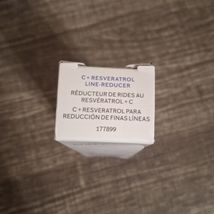 C + RESVERATROL
LINE-REDUCER
RÉDUCTEUR DE RIDES AU
RESVÉRATROL + C
C + RESVERATROL PARA
REDUCCIÓN DE FINAS LÍNEAS
177899